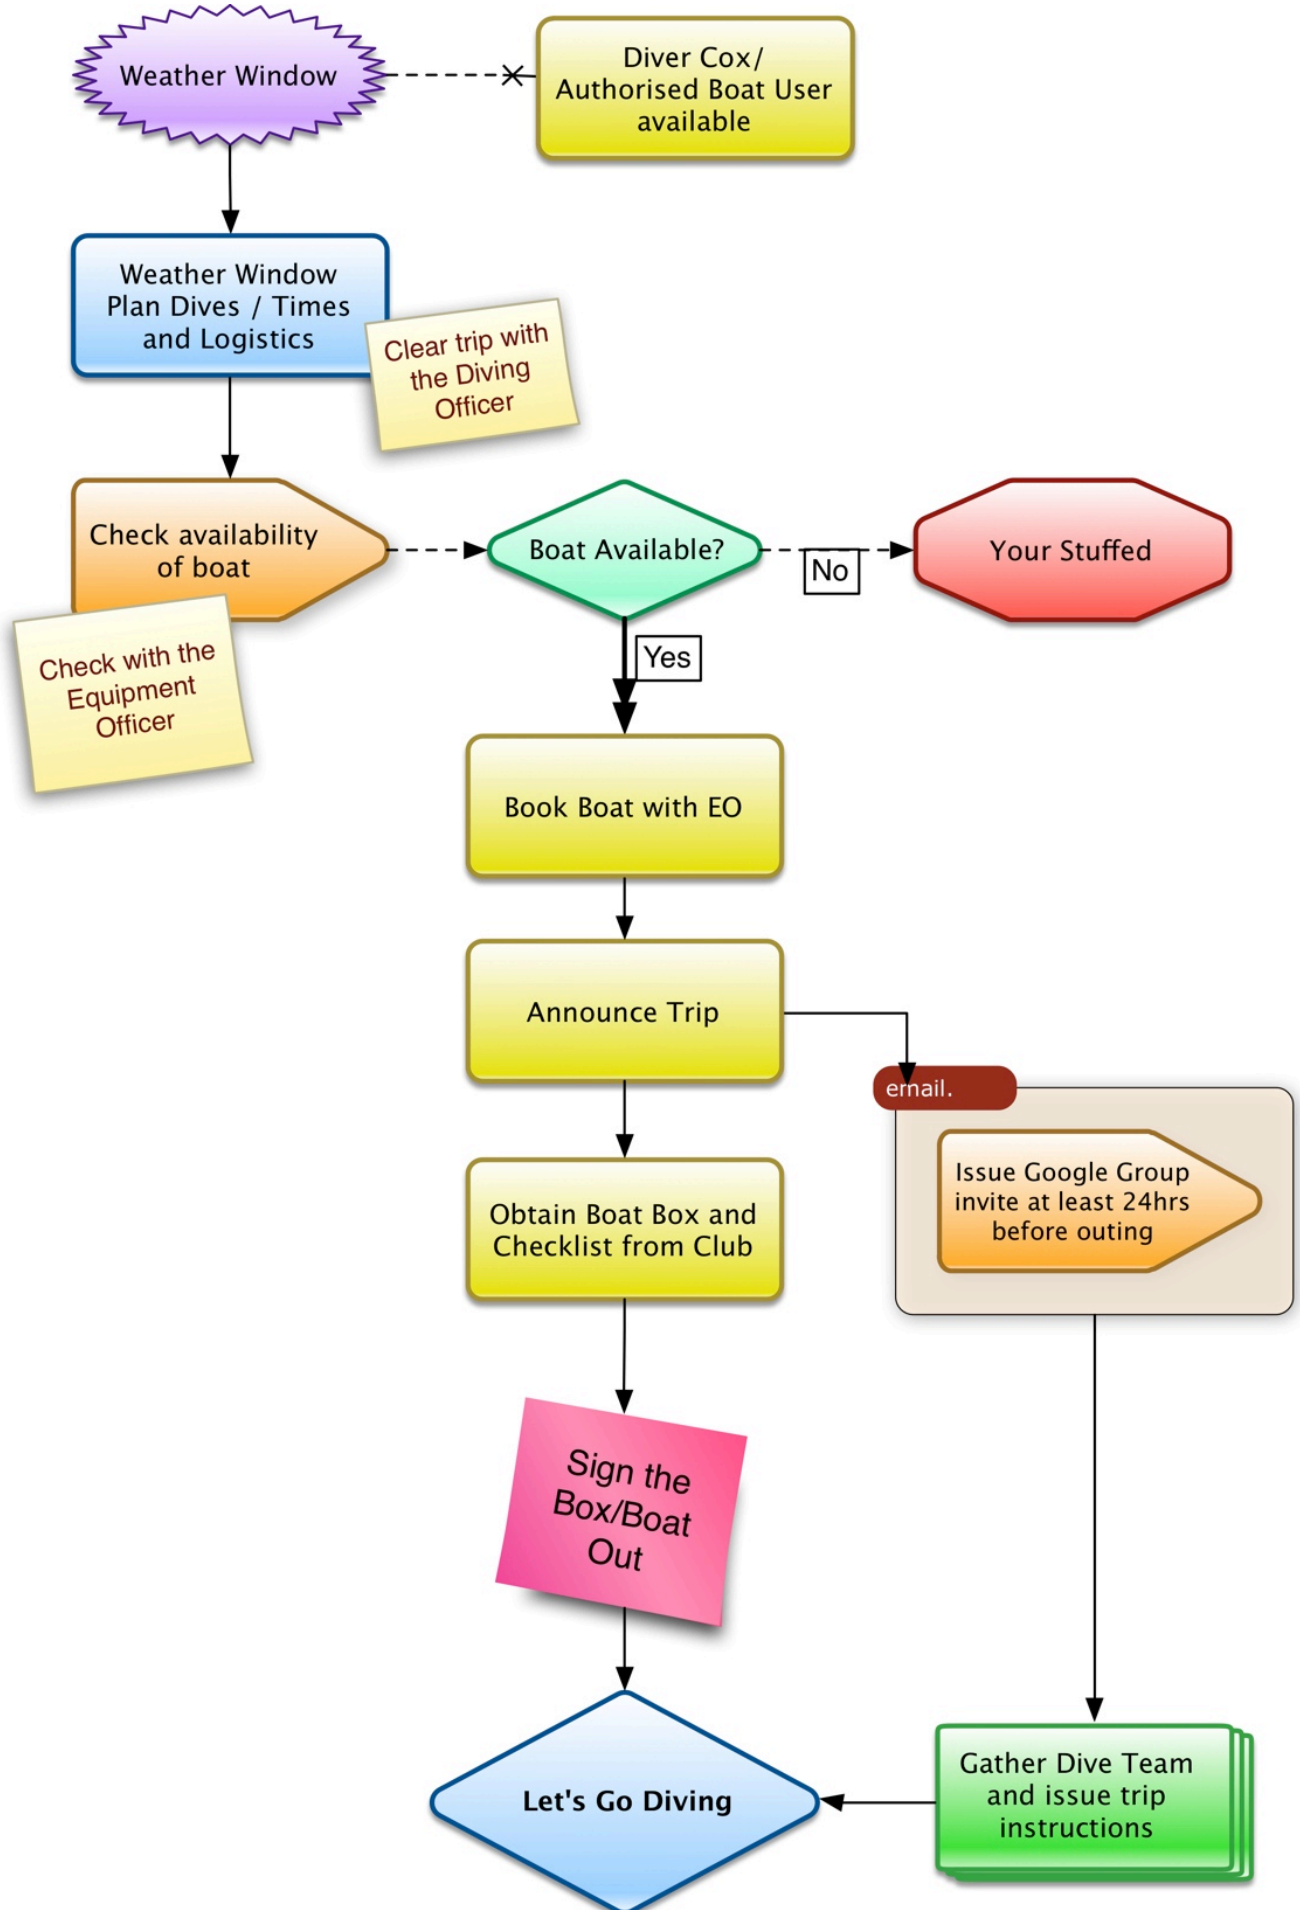 Weather Window
Diver Cox/
Authorised Boat User
available
Weather Window
Plan Dives / Times
and Logistics
Clear trip with
the Diving
Officer
Check availability
of boat
Boat Available?
No
Your Stuffed
Check with the
Equipment
Officer
Yes
Book Boat with EO
Announce Trip
email.
Issue Google Group
invite at least 24hrs
before outing
Obtain Boat Box and
Checklist from Club
Sign the
Box/Boat
Out
Let's Go Diving
Gather Dive Team
and issue trip
instructions